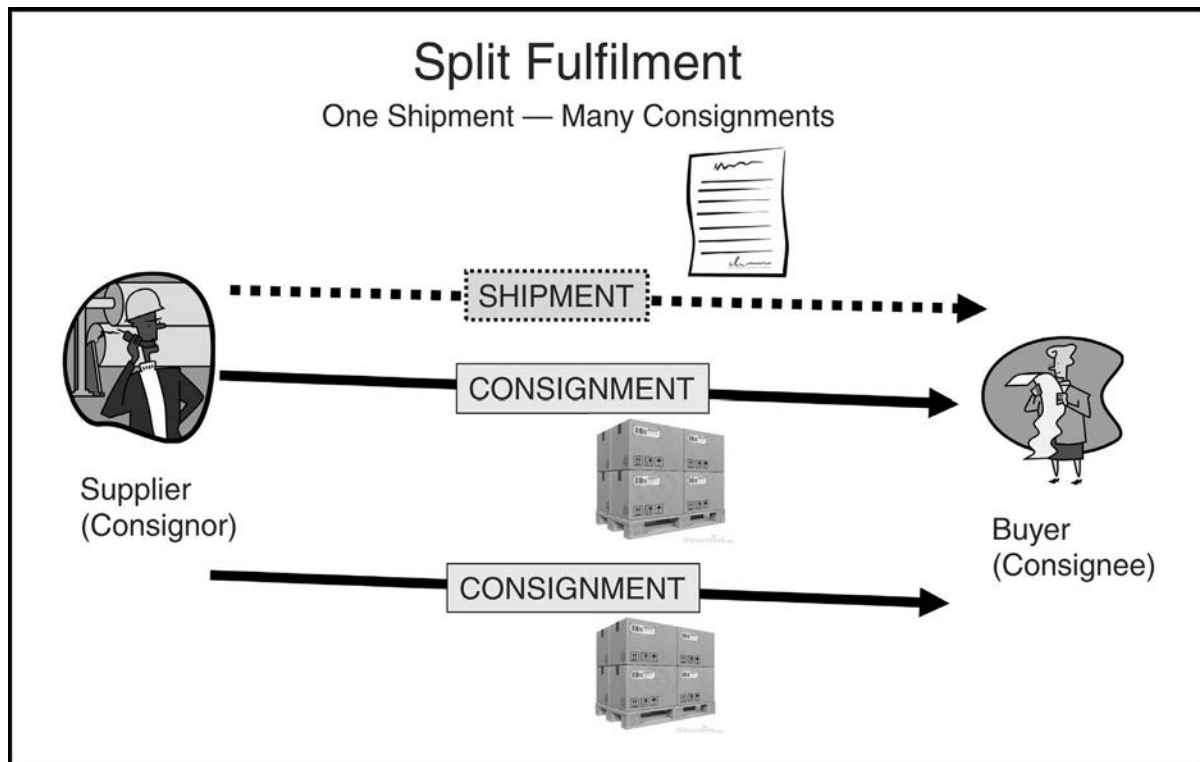 Split Fulfilment
One Shipment — Many Consignments
SHIPMENT
CONSIGNMENT
Supplier
(Consignor)
Buyer
(Consignee)
CONSIGNMENT